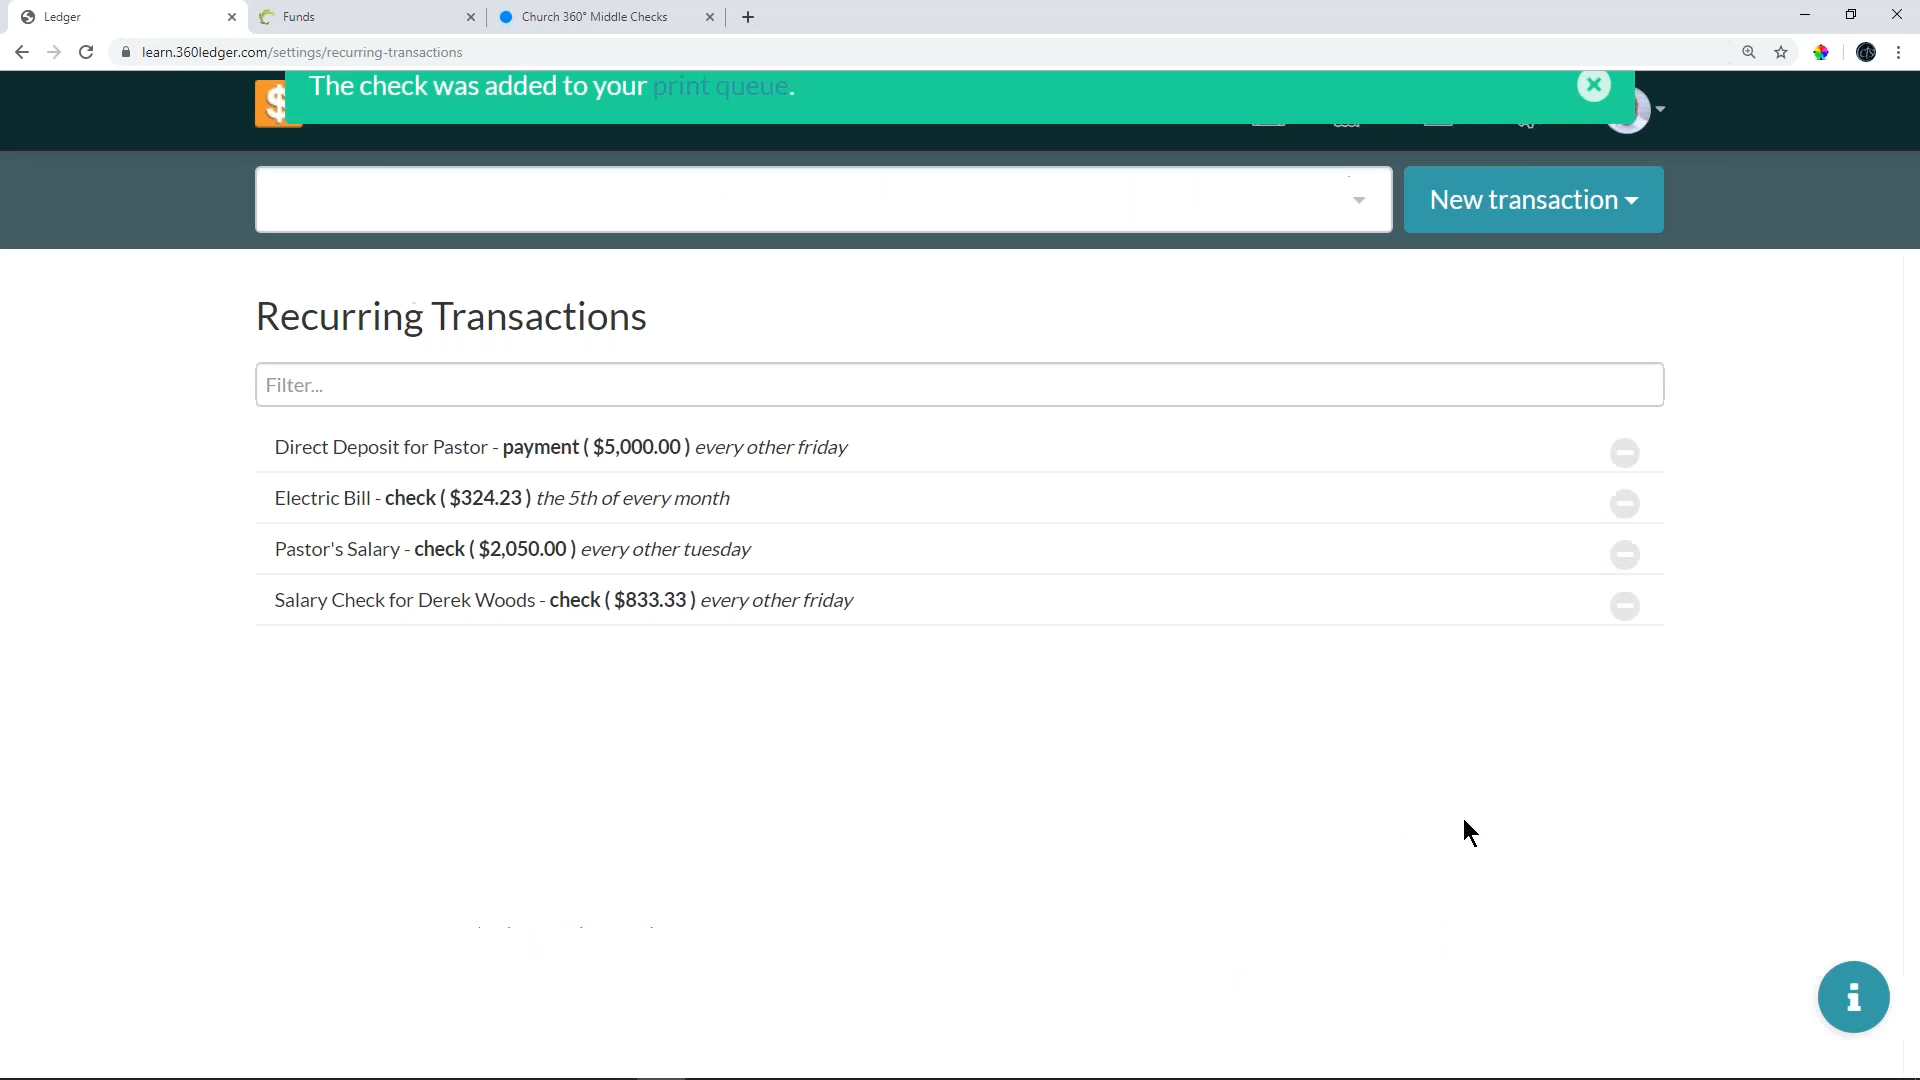 Ledger
Funds
Church 360° Middle Checks
learn.360ledger.com/settings/recurring-transactions
The check was added to your print queue.
New transaction
Recurring Transactions
Filter...
Direct Deposit for Pastor - payment ( $5,000.00 ) every other friday
Electric Bill - check ( $324.23 ) the 5th of every month
Pastor's Salary - check ( $2,050.00 ) every other tuesday
Salary Check for Derek Woods - check ( $833.33 ) every other friday